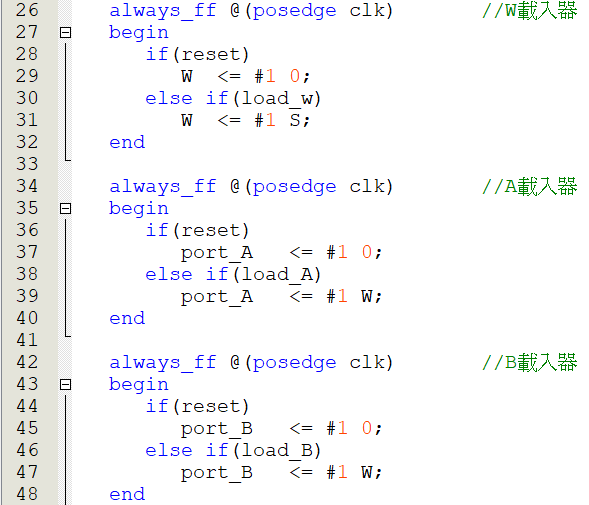 26 always_ff @(posedge clk) //W載入器
27 begin
28 if(reset)
29 W <= #1 0;
30 else if(load_w)
31 W <= #1 S;
32 end
33
34 always_ff @(posedge clk) //A載入器
35 begin
36 if(reset)
37 port_A <= #1 0;
38 else if(load_A)
39 port_A <= #1 W;
40 end
41
42 always_ff @(posedge clk) //B載入器
43 begin
44 if(reset)
45 port_B <= #1 0;
46 else if(load_B)
47 port_B <= #1 W;
48 end